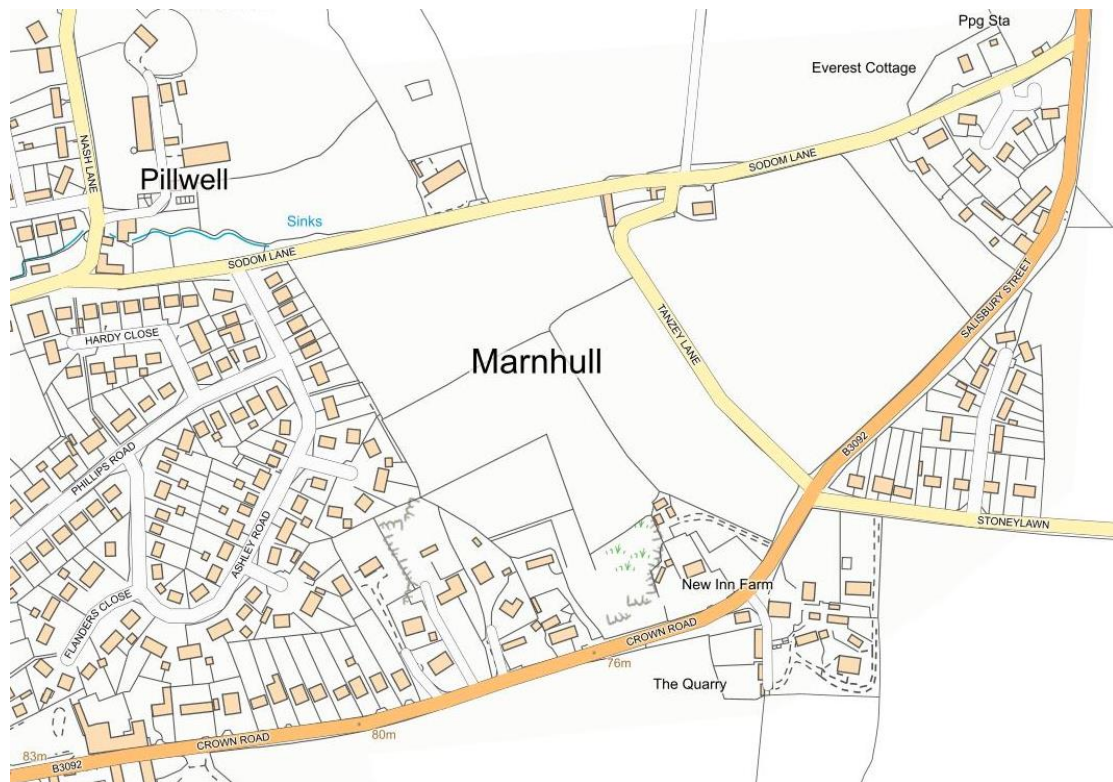 Ppg Sta
Everest Cottage
NASH LANE
Pillwell
SODOM LANE
Sinks
SODOM LANE
SALISBURY STREET
TANZEY LANE
HARDY CLOSE
Marnhull
B3092
PHILLIPS ROAD
STONEYLAWN
ASHLEY ROAD
New Inn Farm
FLANDERS CLOSE
CROWN ROAD
76m
The Quarry
80m
CROWN ROAD
83m
B3092